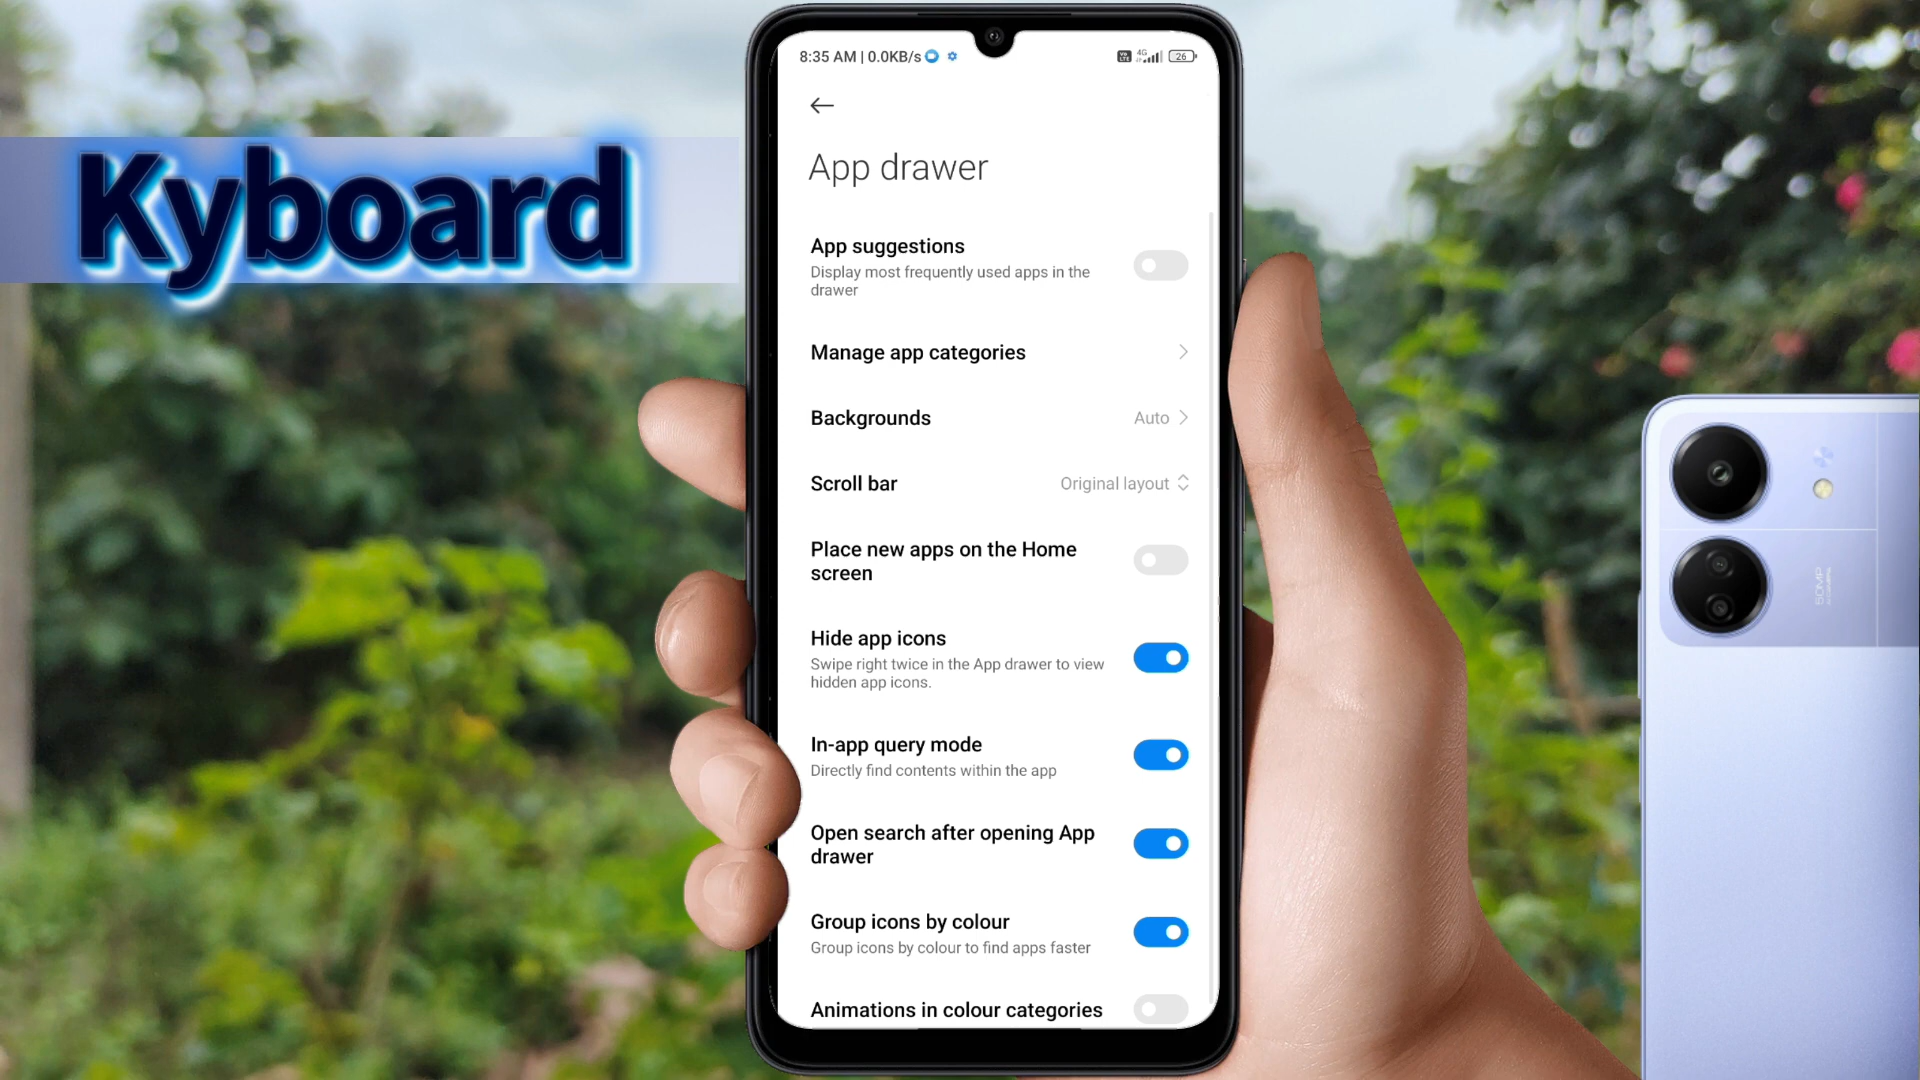 Kyboard
8:35 AM | 0.0KB/s
4G
26
App drawer
App suggestions
Display most frequently used apps in the
drawer
Manage app categories
Backgrounds
Auto
Scroll bar
Original layout
Place new apps on the Home
screen
Hide app icons
Swipe right twice in the App drawer to view
hidden app icons.
In-app query mode
Directly find contents within the app
Open search after opening App
drawer
Group icons by colour
Group icons by colour to find apps faster
Animations in colour categories
50MP